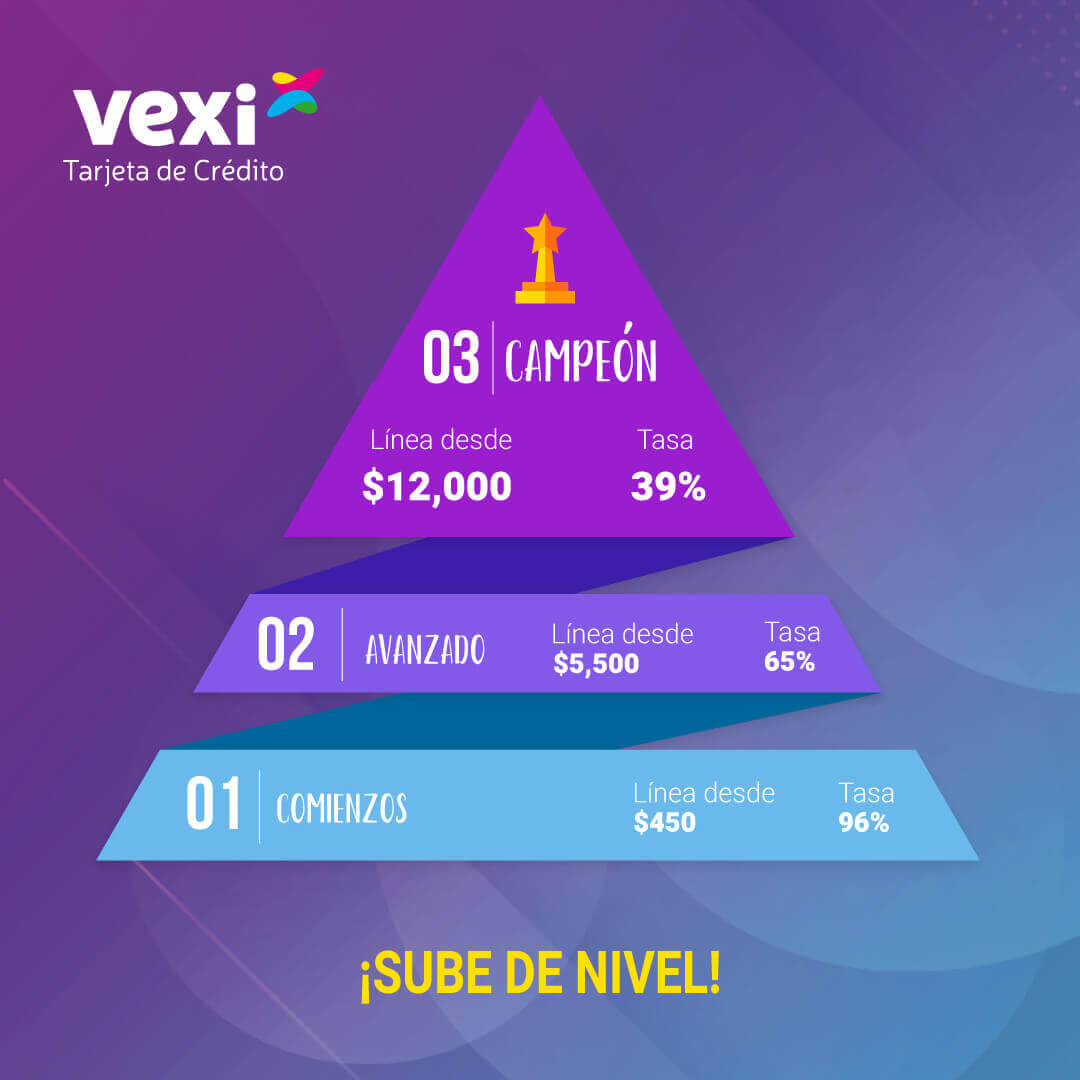 vexi
Tarjeta de Crédito
03 CAMPEÓN
Línea desde Tasa
$12,000 39%
02 AVANZADO
Línea desde Tasa
$5,500 65%
01 COMIENZOS
Línea desde Tasa
$450 96%
¡SUBE DE NIVEL!